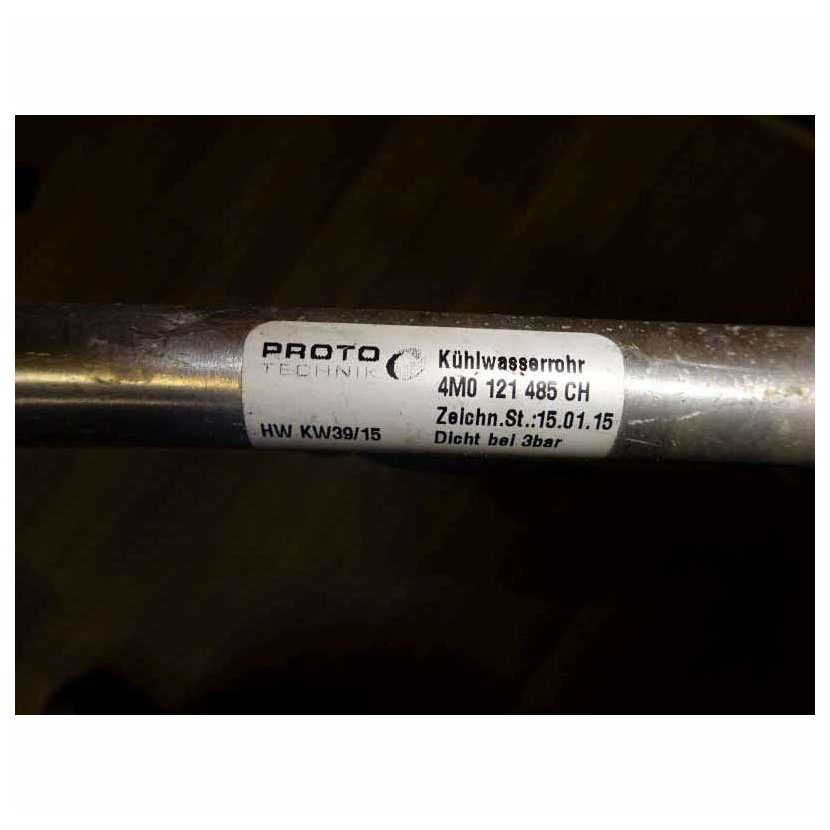 PROTO
TECHNIK
HW KW39/15
Kühlwasserrohr
4M0 121 485 CH
Zeichn.St.:15.01.15
Dicht bei 3bar